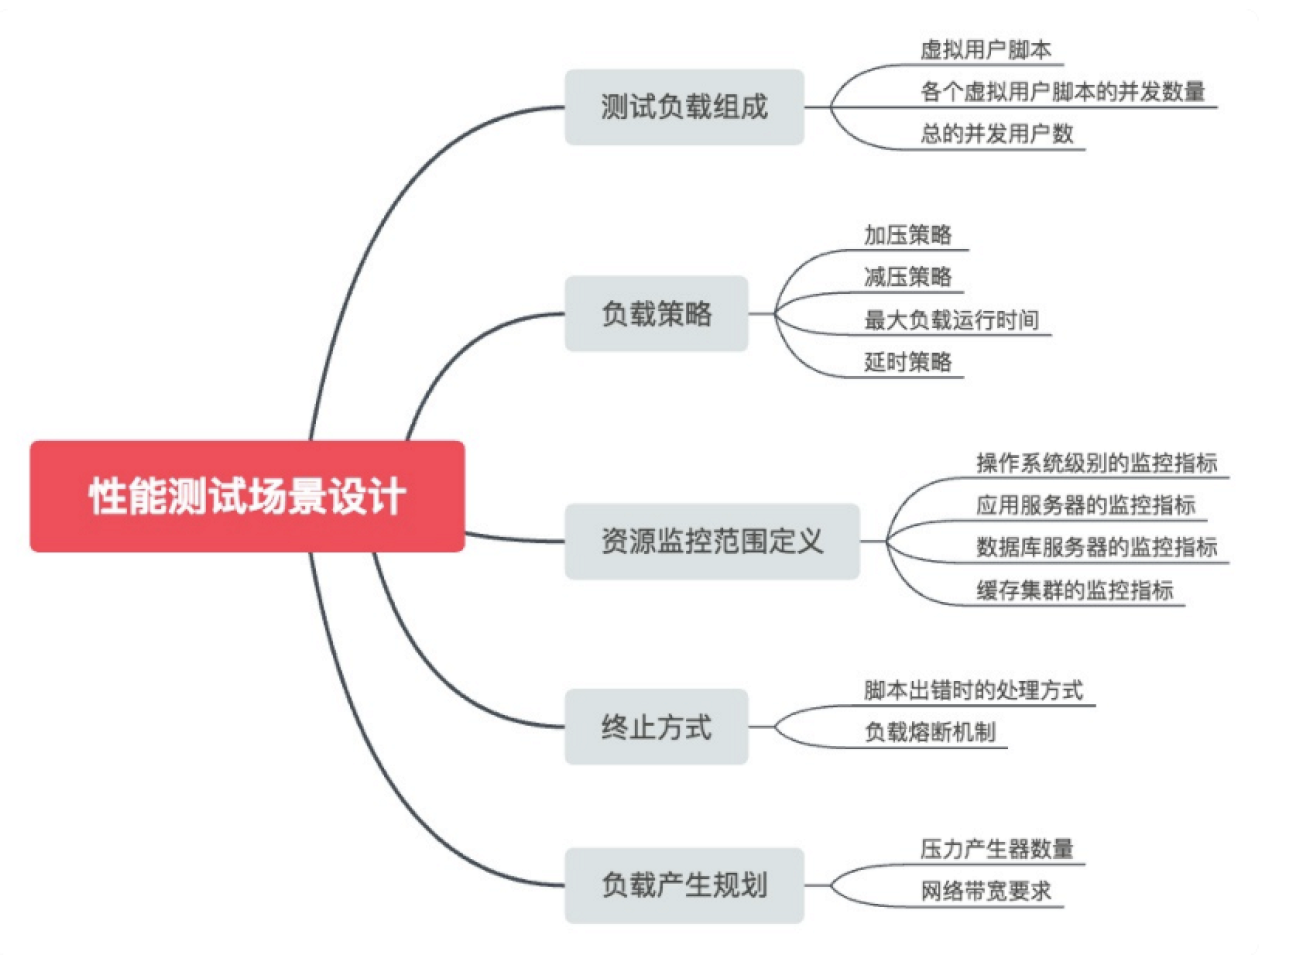 性能测试场景设计
测试负载组成
虚拟用户脚本
各个虚拟用户脚本的并发数量
总的并发用户数
负载策略
加压策略
减压策略
最大负载运行时间
延时策略
资源监控范围定义
操作系统级别的监控指标
应用服务器的监控指标
数据库服务器的监控指标
缓存集群的监控指标
终止方式
脚本出错时的处理方式
负载熔断机制
负载产生规划
压力产生器数量
网络带宽要求